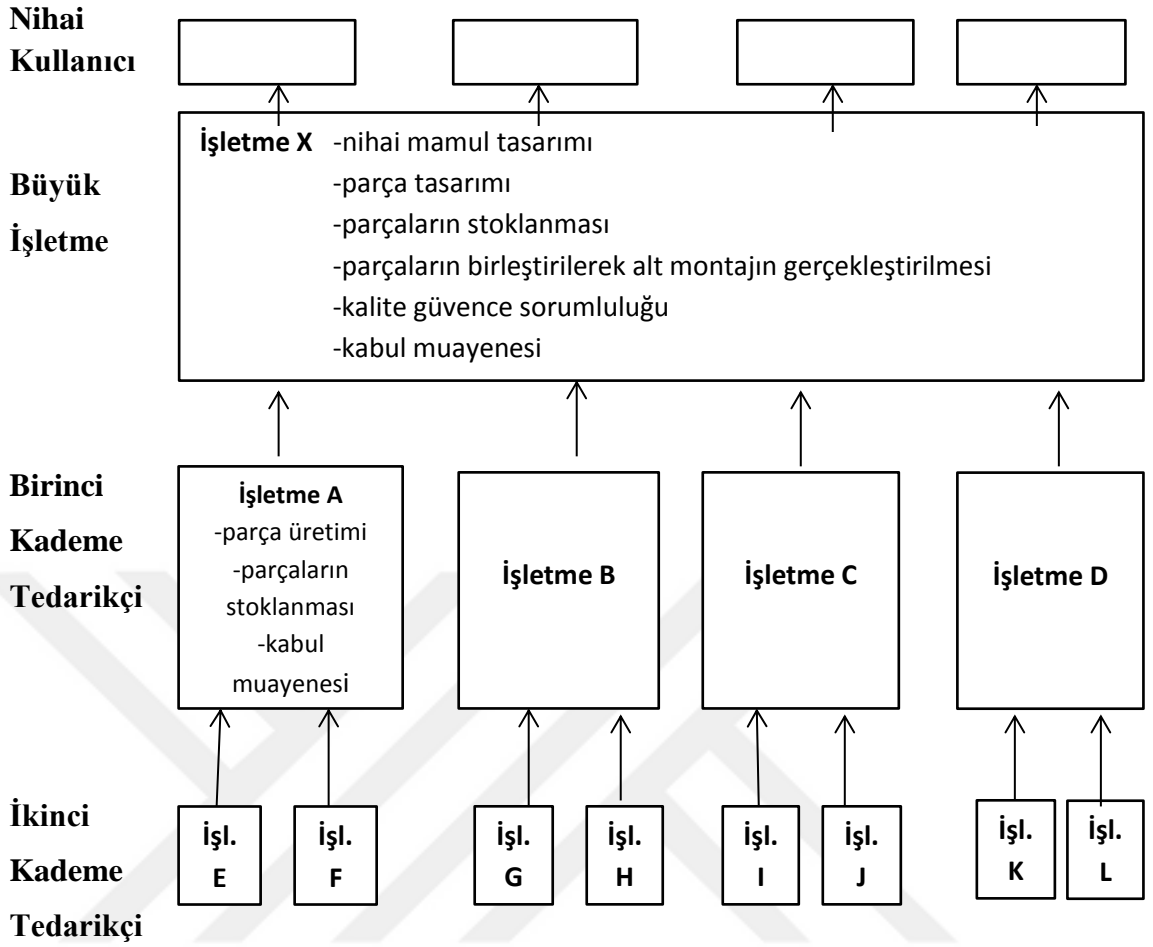 Nihai
Kullanıcı
Büyük
İşletme
İşletme X -nihai mamul tasarımı
-parça tasarımı
-parçaların stoklanması
-parçaların birleştirilerek alt montajın gerçekleştirilmesi
-kalite güvence sorumluluğu
-kabul muayenesi
Birinci
Kademe
Tedarikçi
İşletme A
-parça üretimi
-parçaların
stoklanması
-kabul
muayenesi
İşletme B
İşletme C
İşletme D
İkinci
Kademe
Tedarikçi
İşl.
E
İşl.
F
İşl.
G
İşl.
H
İşl.
I
İşl.
J
İşl.
K
İşl.
L